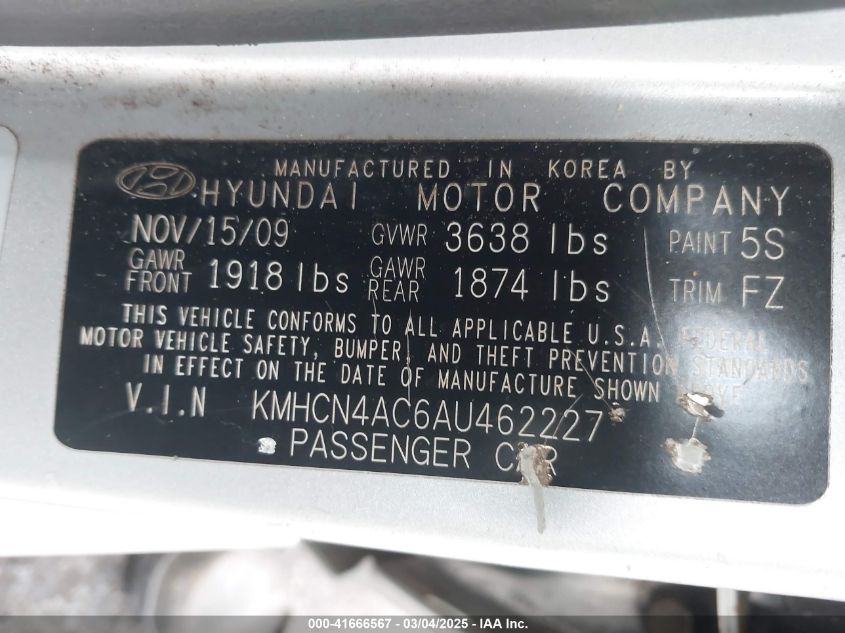 MANUFACTURED IN KOREA BY
HYUNDAI MOTOR COMPANY
NOV/15/09 GVWR 3638 lbs PAINT 5S
GAWR FRONT 1918 lbs GAWR REAR 1874 lbs TRIM FZ
THIS VEHICLE CONFORMS TO ALL APPLICABLE U.S.A. FEDERAL
MOTOR VEHICLE SAFETY, BUMPER, AND THEFT PREVENTION STANDARDS
IN EFFECT ON THE DATE OF MANUFACTURE SHOWN ABOVE
V.I.N KMHCN4AC6AU462227
PASSENGER CAR
000-41666567 - 03/04/2025 - IAA Inc.